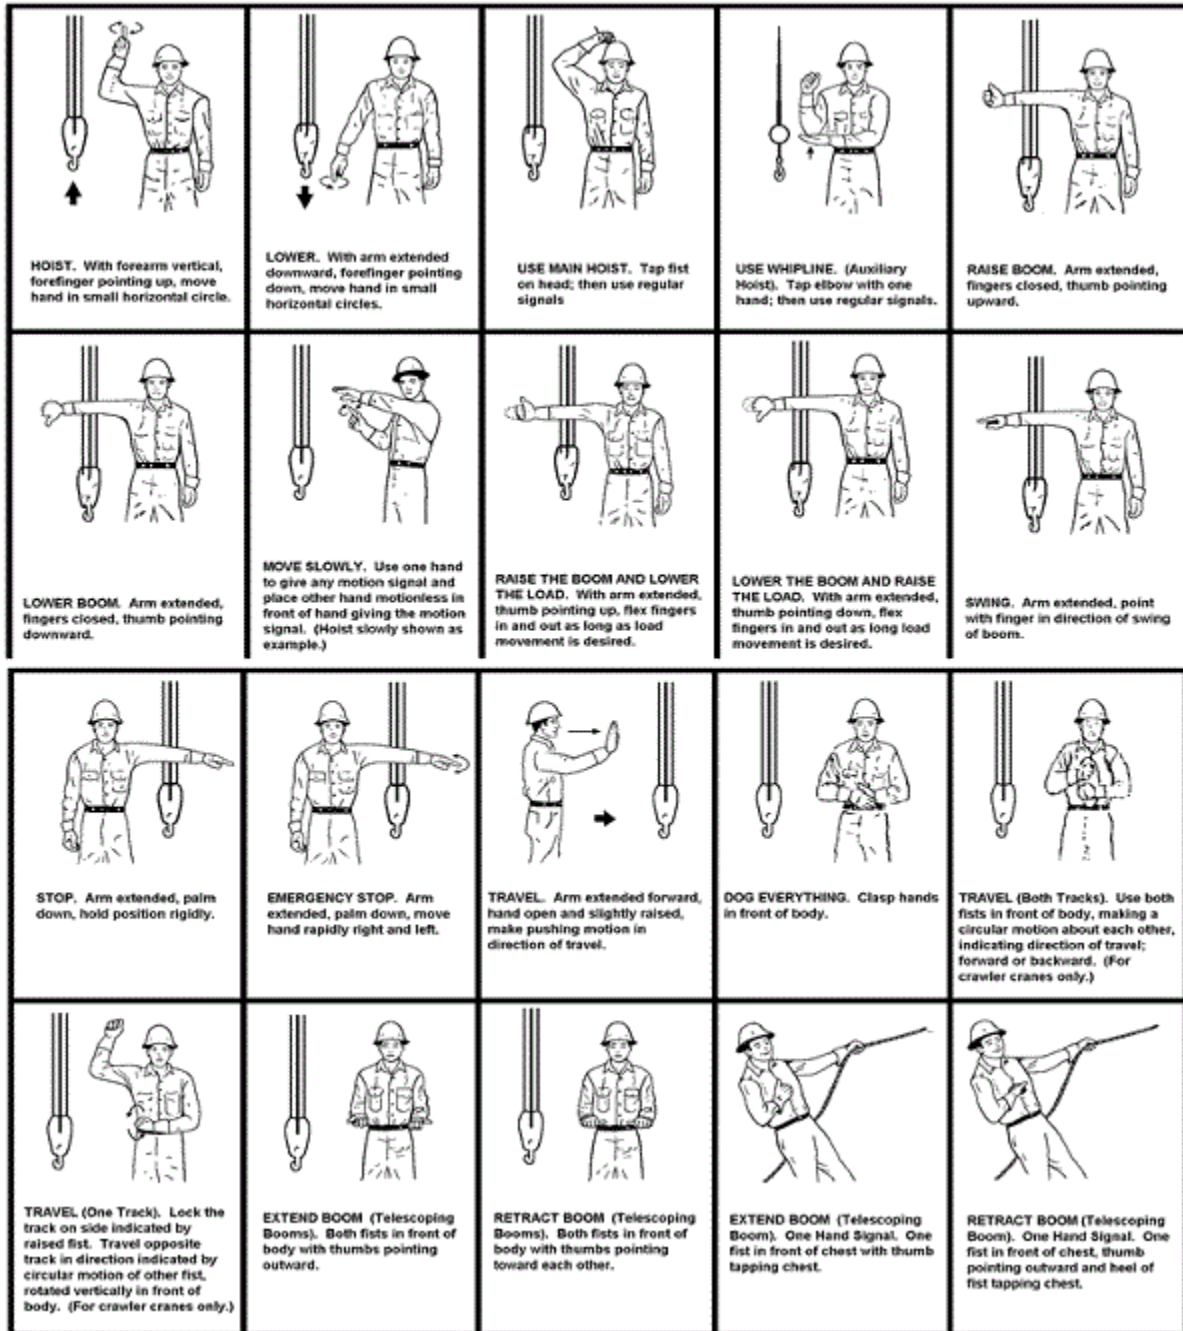 HOIST. With forearm vertical,
forefinger pointing up, move
hand in small horizontal circle.
LOWER. With arm extended
downward, forefinger pointing
down, move hand in small
horizontal circles.
USE MAIN HOIST. Tap fist
on head; then use regular
signals
USE WHIPLINE. (Auxiliary
Hoist). Tap elbow with one
hand; then use regular signals.
RAISE BOOM. Arm extended,
fingers closed, thumb pointing
upward.
LOWER BOOM. Arm extended,
fingers closed, thumb pointing
downward.
MOVE SLOWLY. Use one hand
to give any motion signal and
place other hand motionless in
front of hand giving the motion
signal. (Hoist slowly shown as
example.)
RAISE THE BOOM AND LOWER
THE LOAD. With arm extended,
thumb pointing up, flex fingers
in and out as long as load
movement is desired.
LOWER THE BOOM AND RAISE
THE LOAD. With arm extended,
thumb pointing down, flex
fingers in and out as long load
movement is desired.
SWING. Arm extended, point
with finger in direction of swing
of boom.
STOP. Arm extended, palm
down, hold position rigidly.
EMERGENCY STOP. Arm
extended, palm down, move
hand rapidly right and left.
TRAVEL. Arm extended forward,
hand open and slightly raised,
make pushing motion in
direction of travel.
DOG EVERYTHING. Clasp hands
in front of body.
TRAVEL (Both Tracks). Use both
fists in front of body, making a
circular motion about each other,
indicating direction of travel;
forward or backward. (For
crawler cranes only.)
TRAVEL (One Track). Lock the
track on side indicated by
raised fist. Travel opposite
track in direction indicated by
circular motion of other fist,
rotated vertically in front of
body. (For crawler cranes only.)
EXTEND BOOM (Telescoping
Booms). Both fists in front of
body with thumbs pointing
outward.
RETRACT BOOM (Telescoping
Booms). Both fists in front of
body with thumbs pointing
toward each other.
EXTEND BOOM (Telescoping
Boom). One Hand Signal. One
fist in front of chest with thumb
tapping chest.
RETRACT BOOM (Telescoping
Boom). One Hand Signal. One
fist in front of chest, thumb
pointing outward and heel of
fist tapping chest.